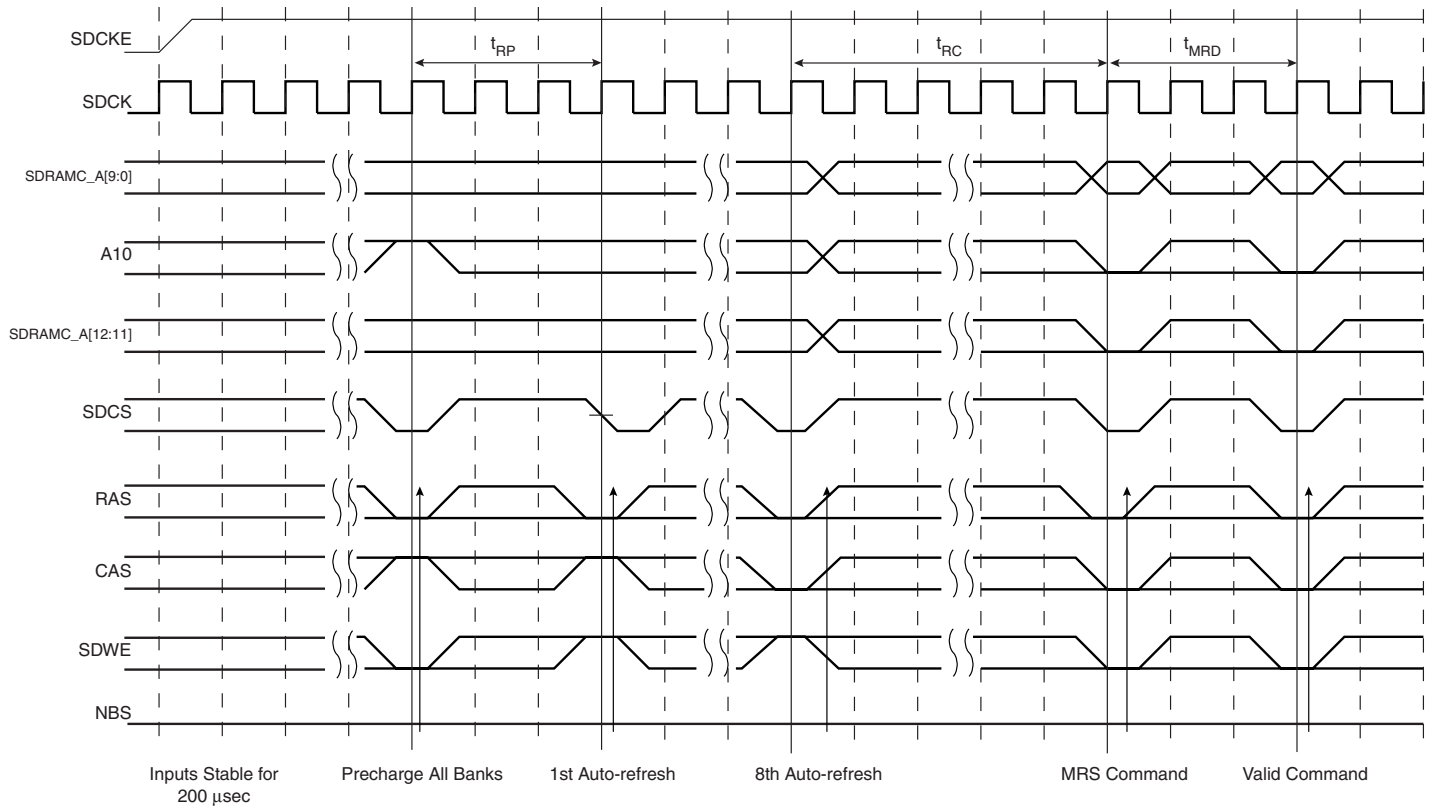 SDCKE
tRP
tRC
tMRD
SDCK
SDRAMC_A[9:0]
A10
SDRAMC_A[12:11]
SDCS
RAS
CAS
SDWE
NBS
Inputs Stable for
200 μsec
Precharge All Banks
1st Auto-refresh
8th Auto-refresh
MRS Command
Valid Command